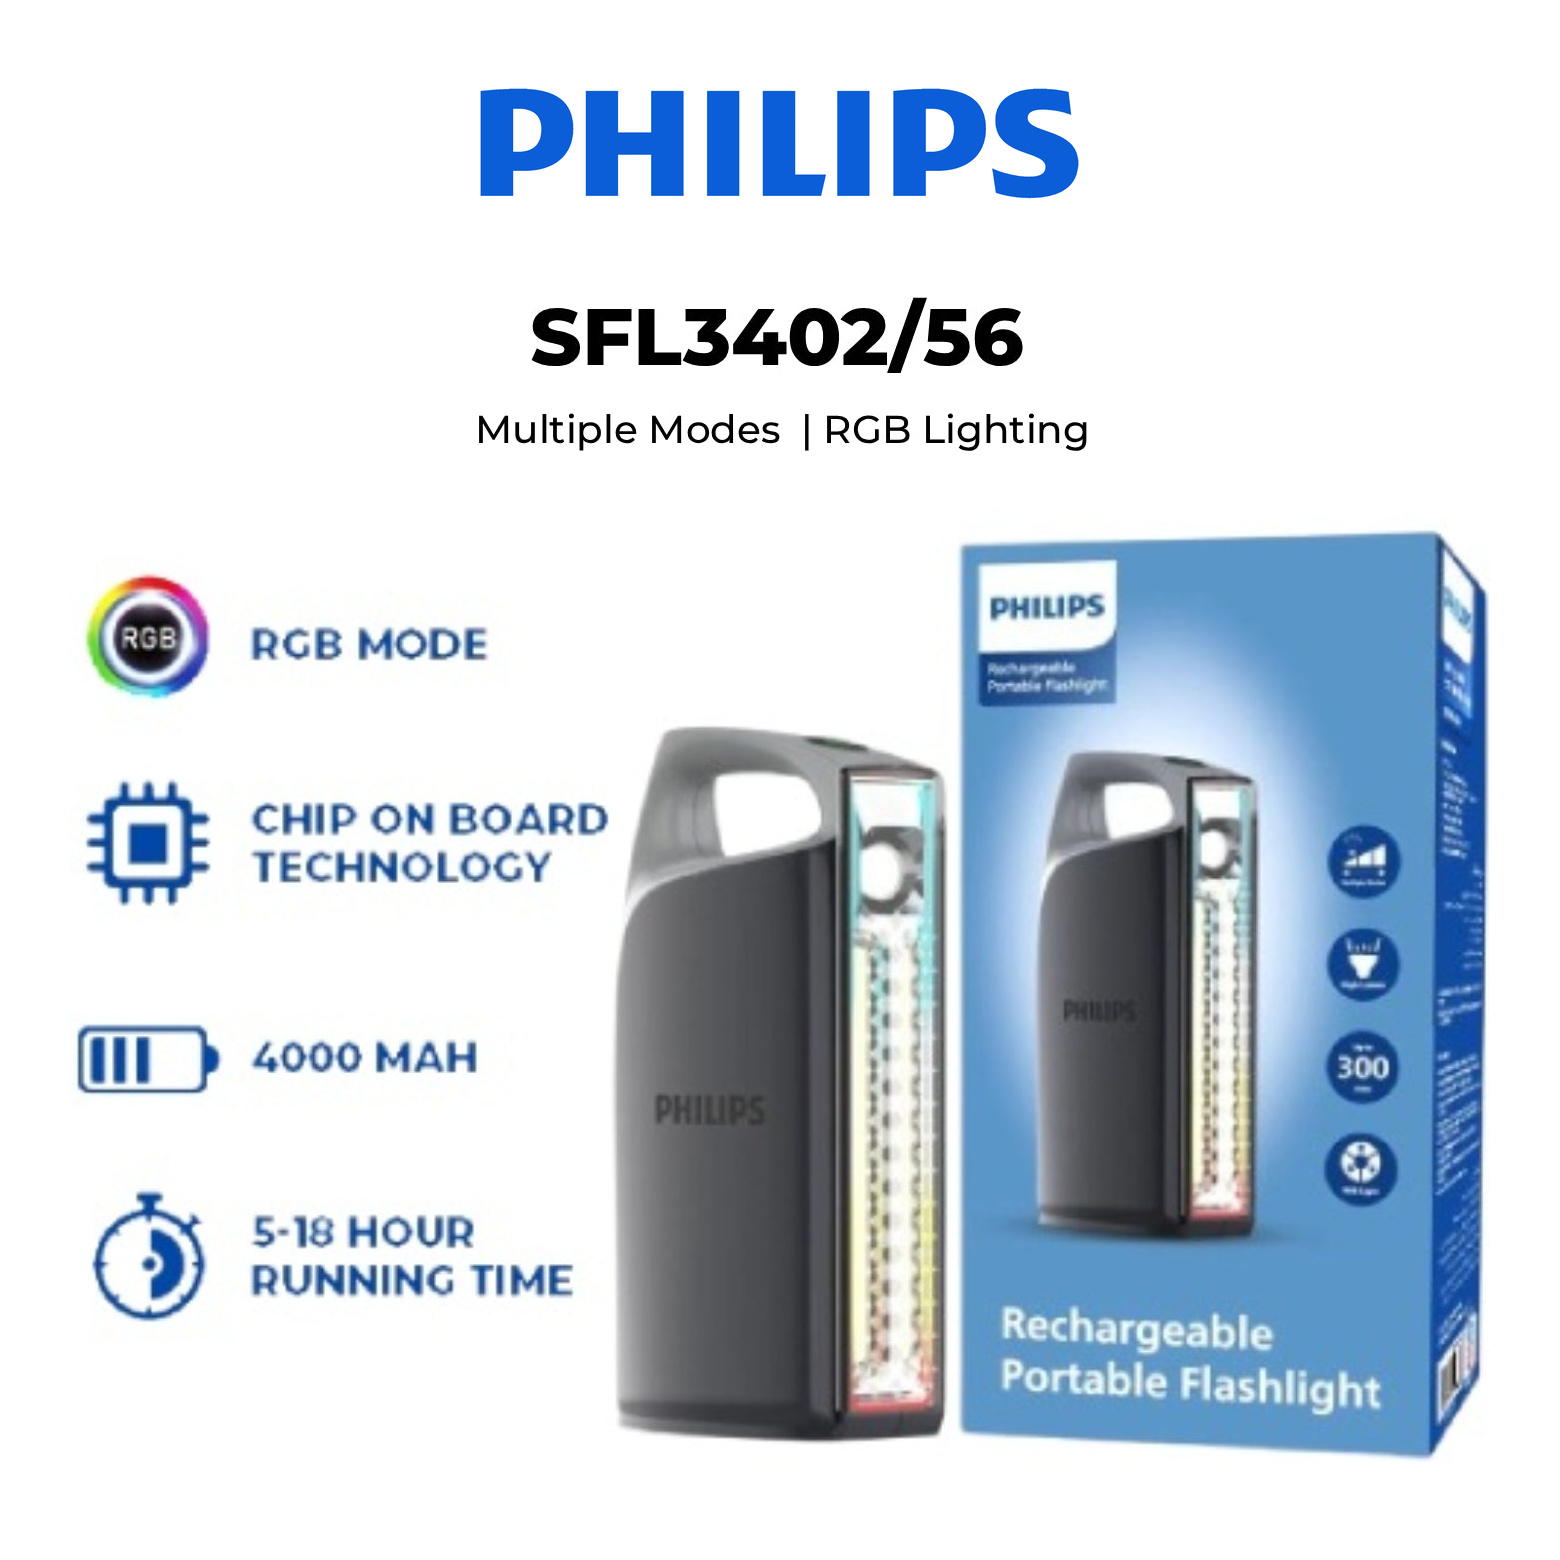 PHILIPS
SFL3402/56
Multiple Modes | RGB Lighting
RGB
RGB MODE
CHIP ON BOARD
TECHNOLOGY
4000 MAH
5-18 HOUR
RUNNING TIME
PHILIPS
PHILIPS
Rechargeable
Portable Flashlight
PHILIPS
300
Rechargeable
Portable Flashlight
PHILIPS